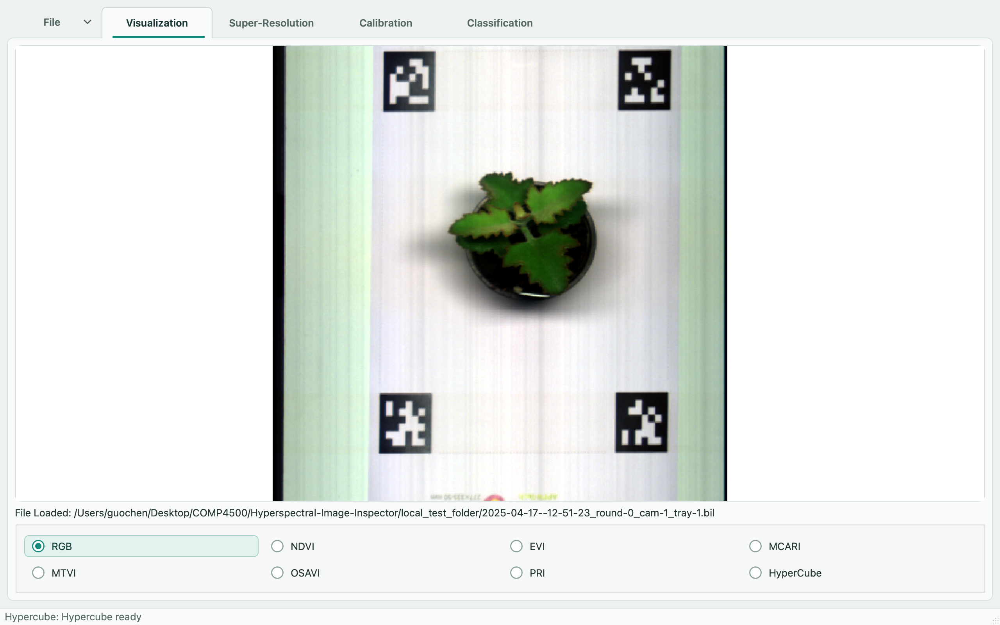 File
Visualization
Super-Resolution
Calibration
Classification
File Loaded: /Users/guochen/Desktop/COMP4500/Hyperspectral-Image-Inspector/local_test_folder/2025-04-17--12-51-23_round-0_cam-1_tray-1.bil
RGB
NDVI
EVI
MCARI
MTVI
OSAVI
PRI
HyperCube
Hypercube: Hypercube ready